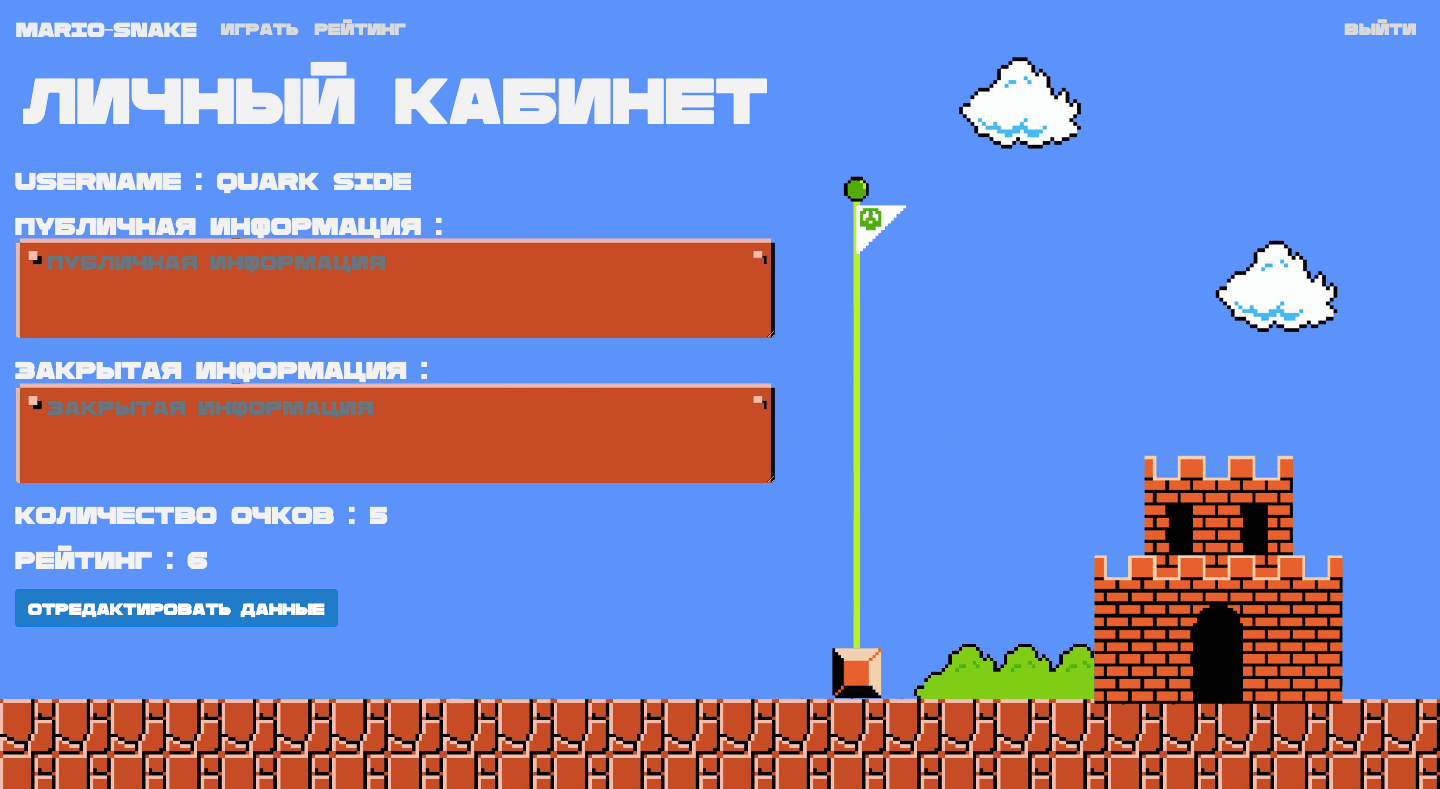 MARIO-SNAKE ИГРАТЬ РЕЙТИНГ ВЫЙТИ
ЛИЧНЫЙ КАБИНЕТ
USERNAME : QUARK SIDE
ПУБЛИЧНАЯ ИНФОРМАЦИЯ :
ПУБЛИЧНАЯ ИНФОРМАЦИЯ
ЗАКРЫТАЯ ИНФОРМАЦИЯ :
ЗАКРЫТАЯ ИНФОРМАЦИЯ
КОЛИЧЕСТВО ОЧКОВ : 5
РЕЙТИНГ : 6
ОТРЕДАКТИРОВАТЬ ДАННЫЕ